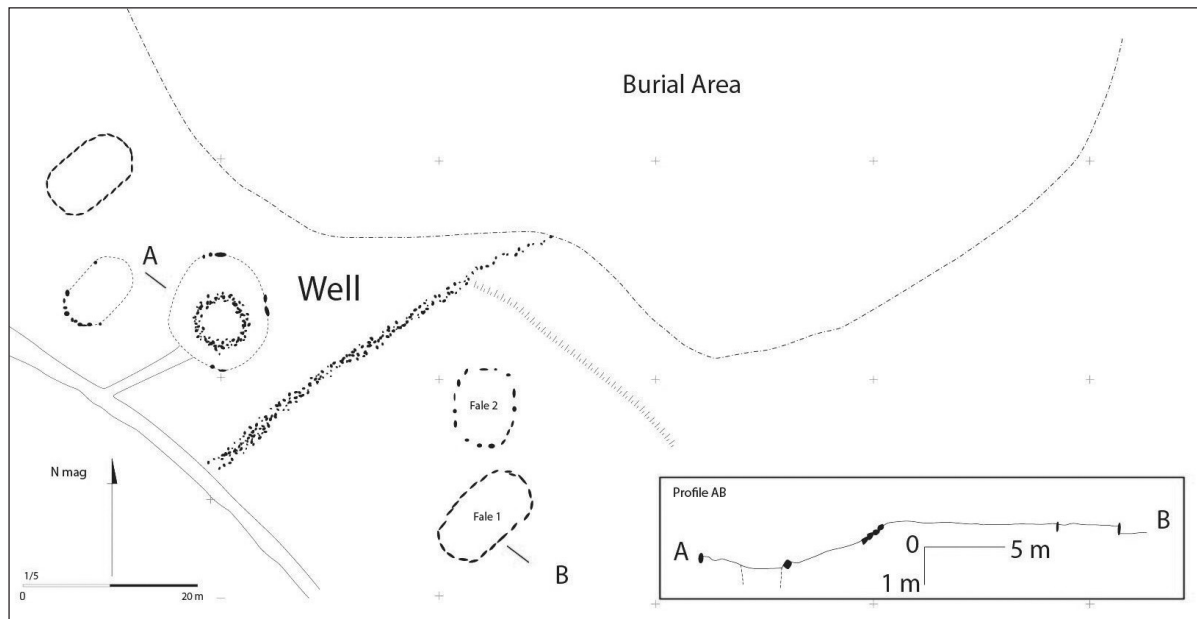 Burial Area
A
Well
Fale 2
N mag
Fale 1
B
1/5
0 20 m
Profile AB
A
B
0 5 m
1 m